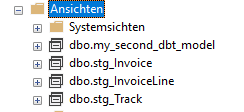 Ansichten
Systemsichten
dbo.my_second_dbt_model
dbo.stg_Invoice
dbo.stg_InvoiceLine
dbo.stg_Track